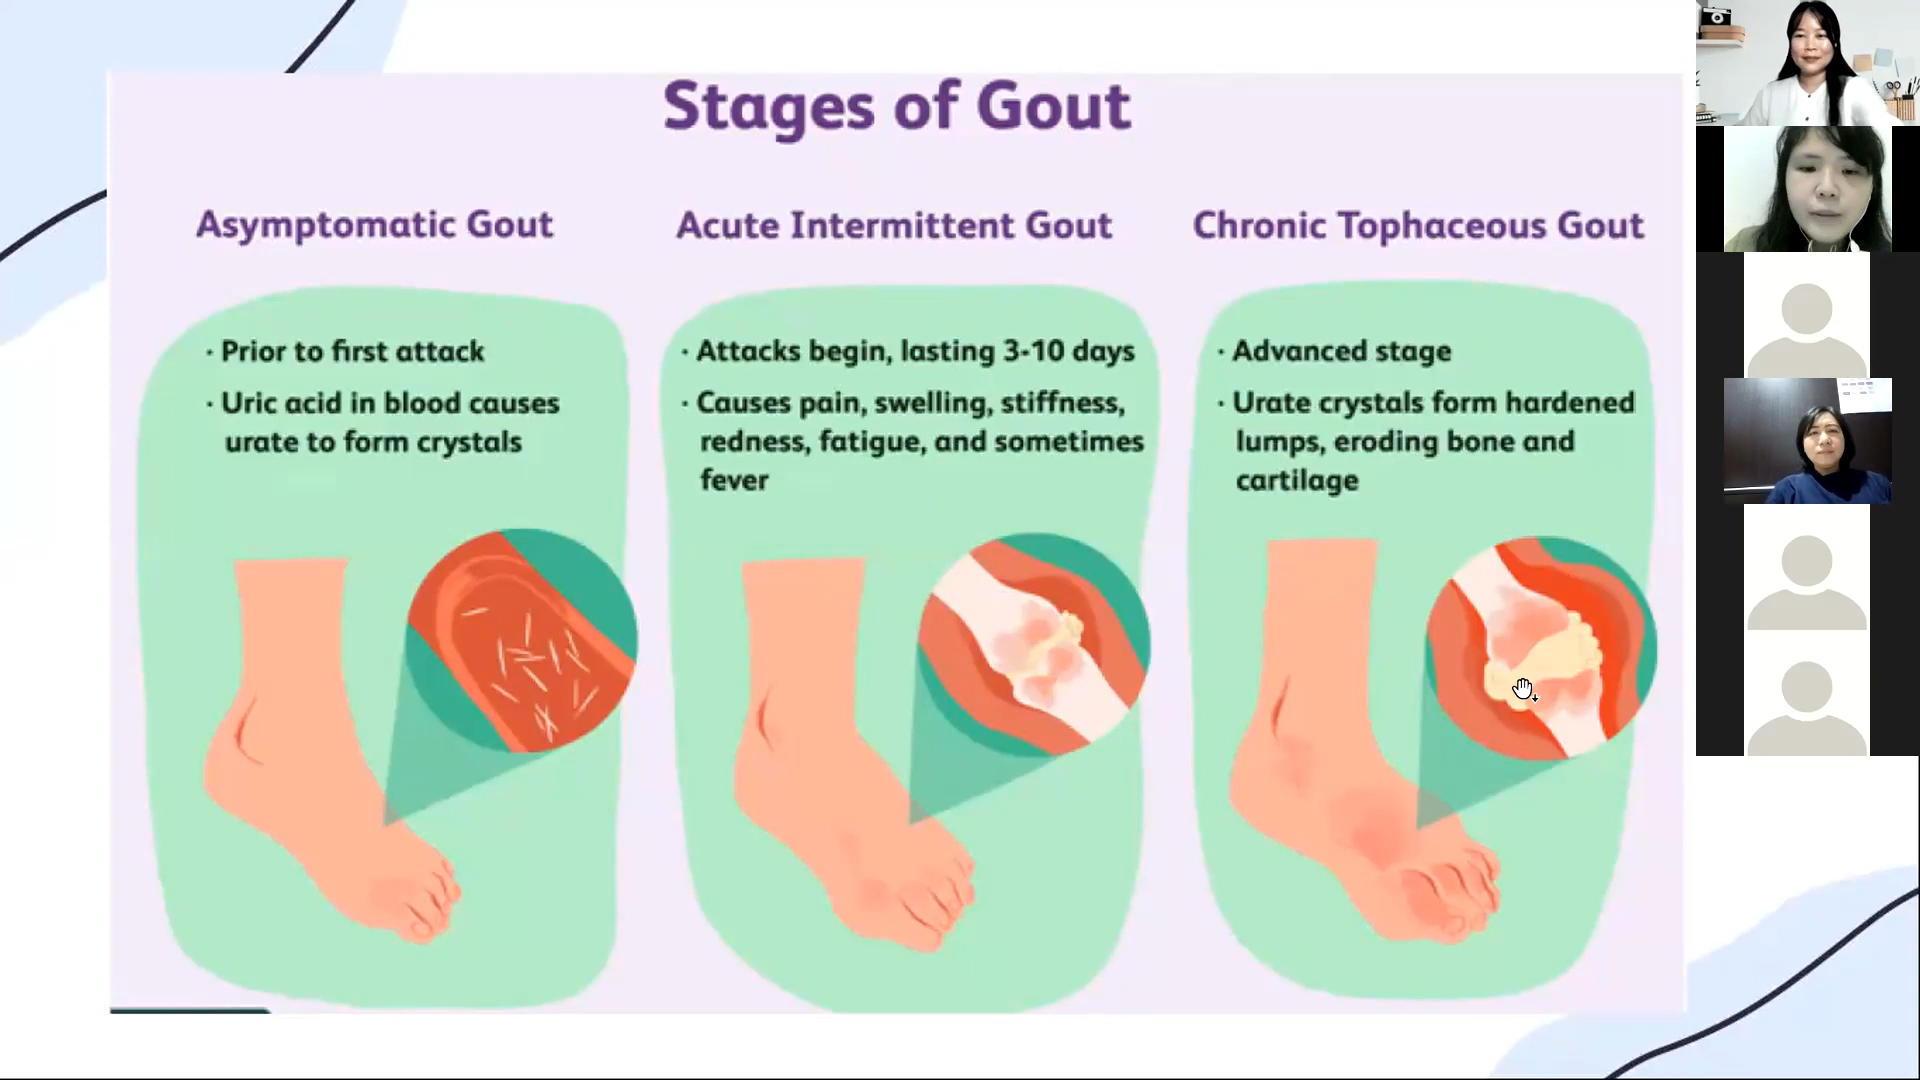 Stages of Gout
Asymptomatic Gout
· Prior to first attack
· Uric acid in blood causes
urate to form crystals
Acute Intermittent Gout
· Attacks begin, lasting 3-10 days
· Causes pain, swelling, stiffness,
redness, fatigue, and sometimes
fever
Chronic Tophaceous Gout
· Advanced stage
· Urate crystals form hardened
lumps, eroding bone and
cartilage